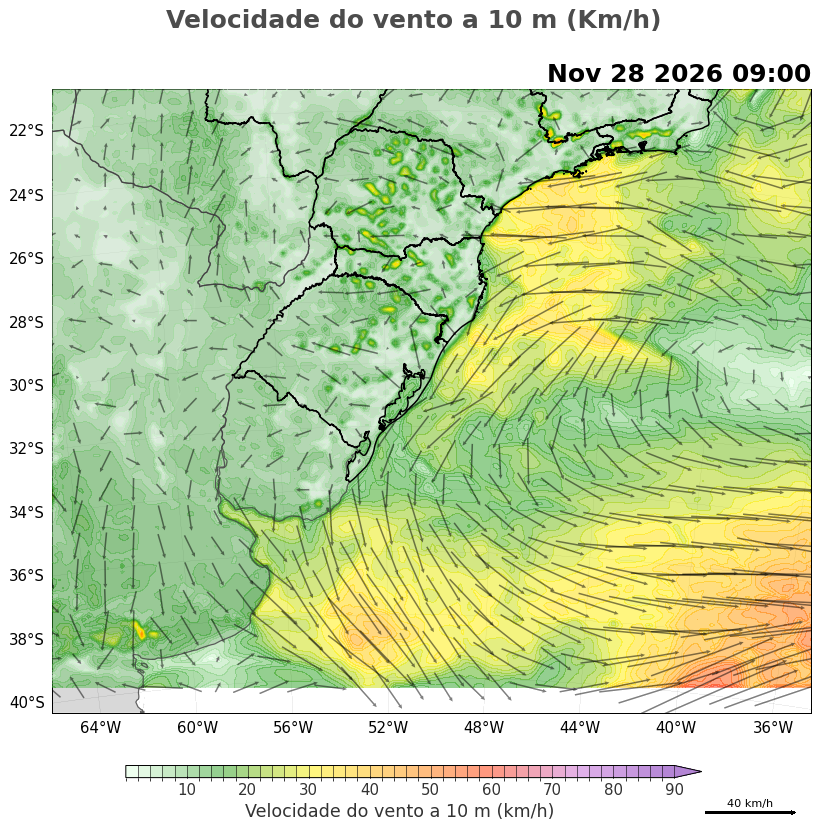 Velocidade do vento a 10 m (Km/h)
Nov 28 2026 09:00
22°S
24°S
26°S
28°S
30°S
32°S
34°S
36°S
38°S
40°S
64°W 60°W 56°W 52°W 48°W 44°W 40°W 36°W
10 20 30 40 50 60 70 80 90
Velocidade do vento a 10 m (km/h)
40 km/h